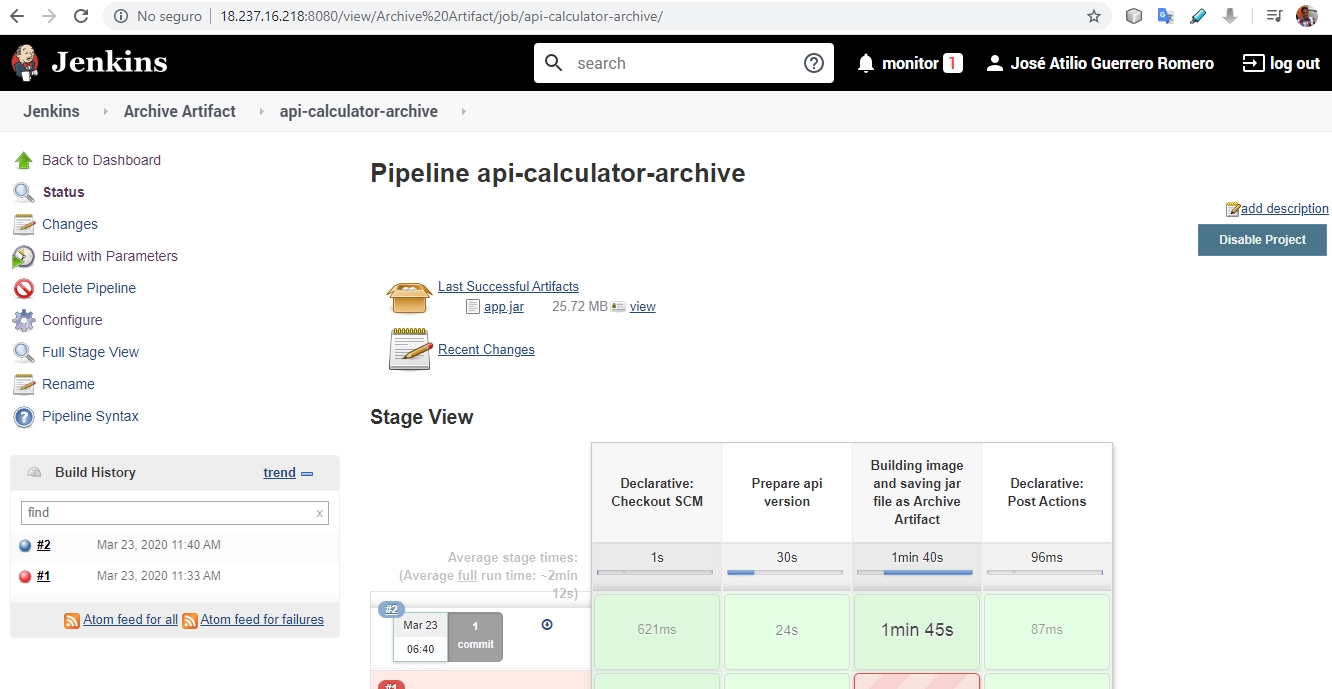 No seguro
18.237.16.218:8080/view/Archive%20Artifact/job/api-calculator-archive/
Jenkins
search
monitor 1
José Atilio Guerrero Romero
log out
Jenkins
Archive Artifact
api-calculator-archive
Back to Dashboard
Status
Changes
Build with Parameters
Delete Pipeline
Configure
Full Stage View
Rename
Pipeline Syntax
Build History
trend
find x
#2 Mar 23, 2020 11:40 AM
#1 Mar 23, 2020 11:33 AM
Atom feed for all Atom feed for failures
Pipeline api-calculator-archive
add description
Disable Project
Last Successful Artifacts
app.jar 25.72 MB view
Recent Changes
Stage View
Declarative:
Checkout SCM
Prepare api
version
Building image
and saving jar
file as Archive
Artifact
Declarative:
Post Actions
Average stage times:
(Average full run time: ~2min
12s)
1s
30s
1min 40s
96ms
#2
Mar 23
06:40
1
commit
621ms
24s
1min 45s
87ms
#1